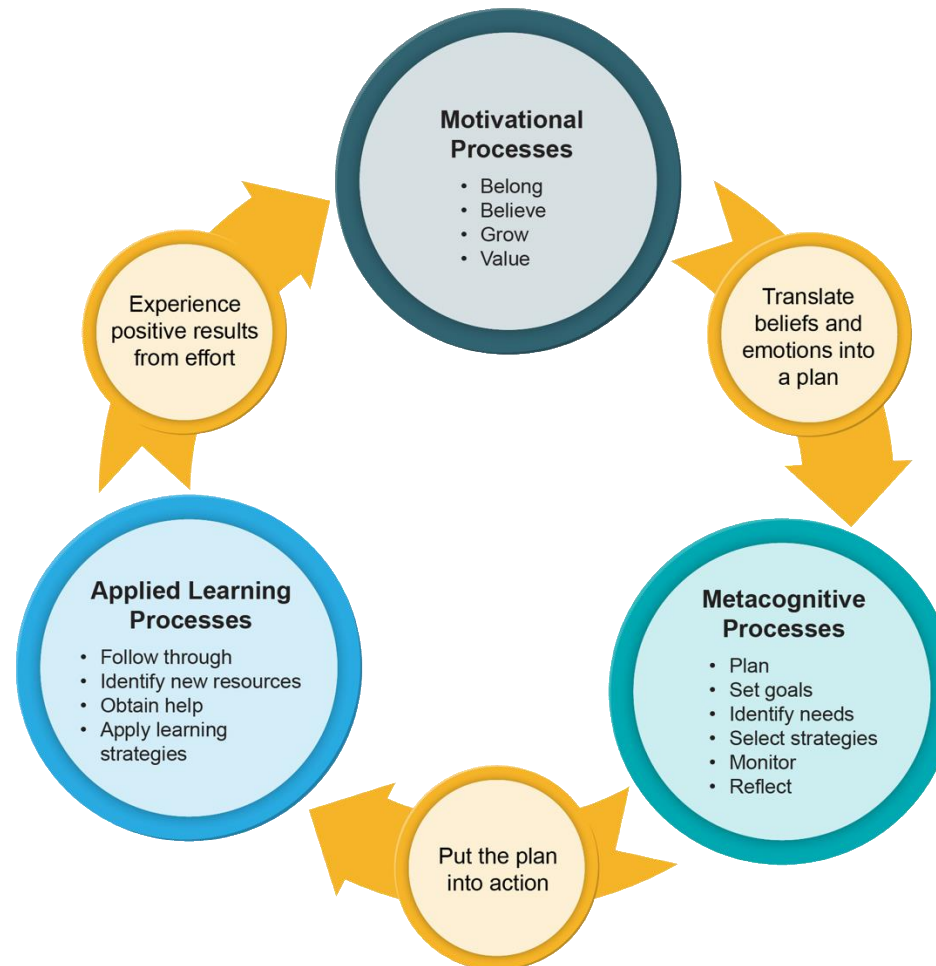 Motivational
Processes
• Belong
• Believe
• Grow
• Value
Translate
beliefs and
emotions into
a plan
Metacognitive
Processes
• Plan
• Set goals
• Identify needs
• Select strategies
• Monitor
• Reflect
Put the plan
into action
Applied Learning
Processes
• Follow through
• Identify new resources
• Obtain help
• Apply learning
strategies
Experience
positive results
from effort